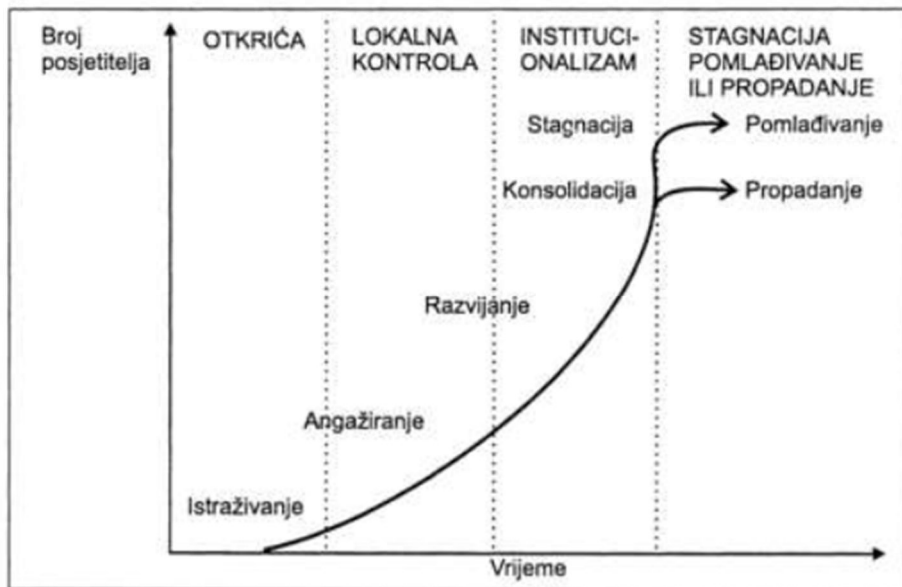 Broj
posjetitelja
OTKRIĆA
LOKALNA
KONTROLA
INSTITUCI-
ONALIZAM
STAGNACIJA
POMLAĐIVANJE
ILI PROPADANJE
Stagnacija
Pomlađivanje
Konsolidacija
Propadanje
Razvijanje
Angažiranje
Istraživanje
Vrijeme